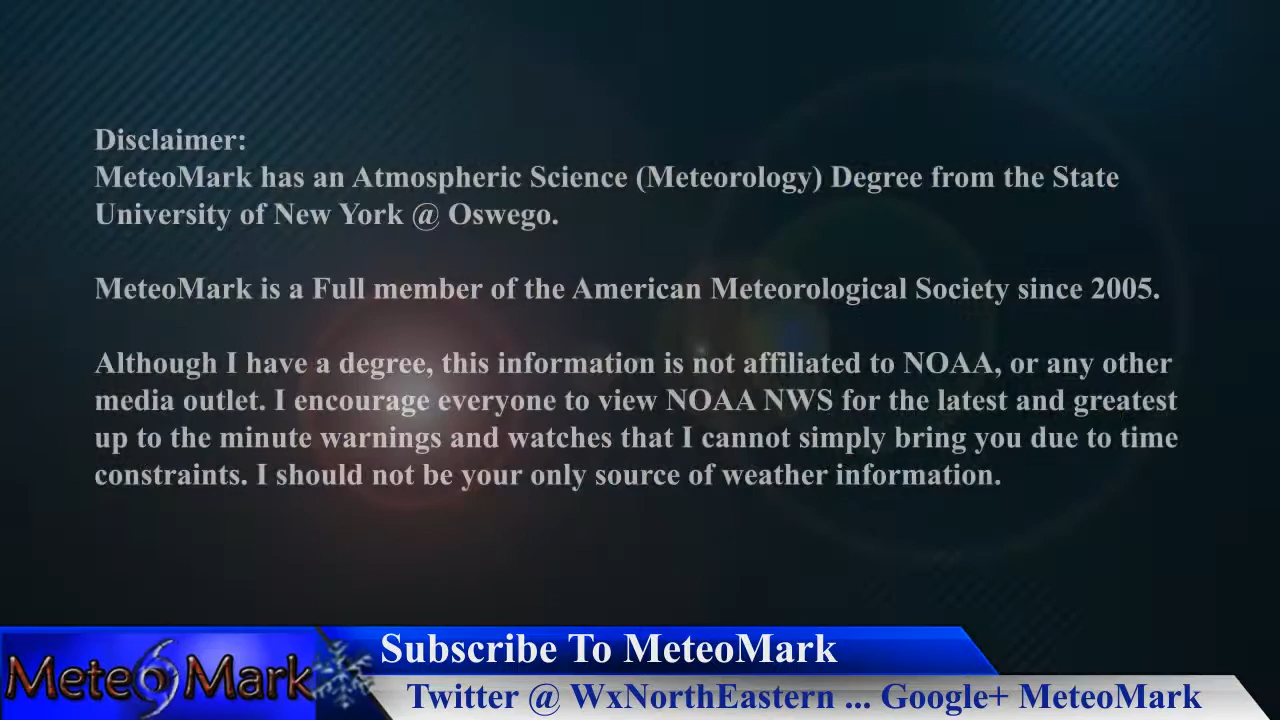 Disclaimer:
MeteoMark has an Atmospheric Science (Meteorology) Degree from the State
University of New York @ Oswego.
MeteoMark is a Full member of the American Meteorological Society since 2005.
Although I have a degree, this information is not affiliated to NOAA, or any other
media outlet. I encourage everyone to view NOAA NWS for the latest and greatest
up to the minute warnings and watches that I cannot simply bring you due to time
constraints. I should not be your only source of weather information.
Subscribe To MeteoMark
MeteoMark
Twitter @ WxNorthEastern ... Google+ MeteoMark